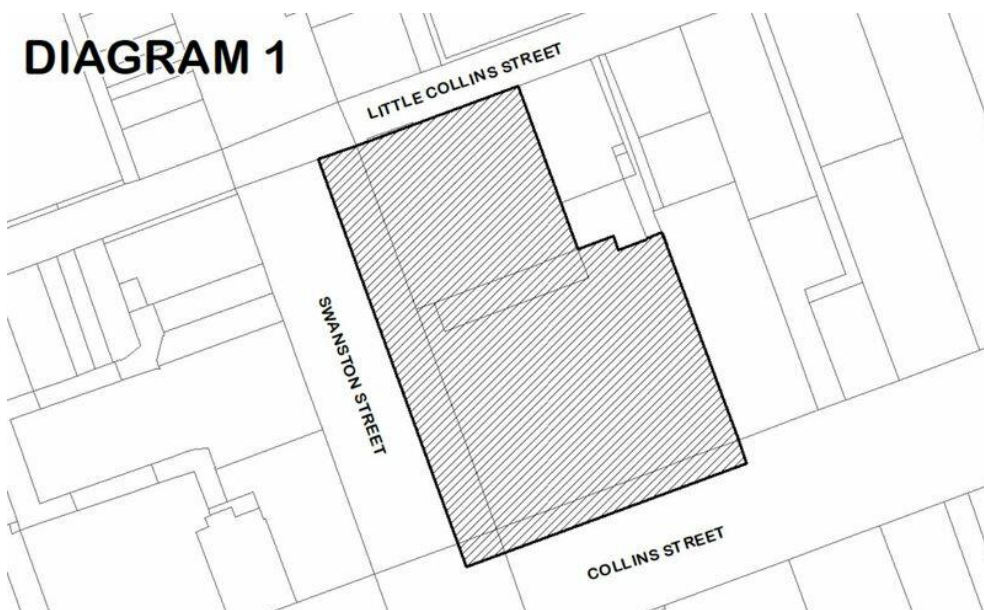 DIAGRAM 1
LITTLE COLLINS STREET
SWANSTON STREET
COLLINS STREET